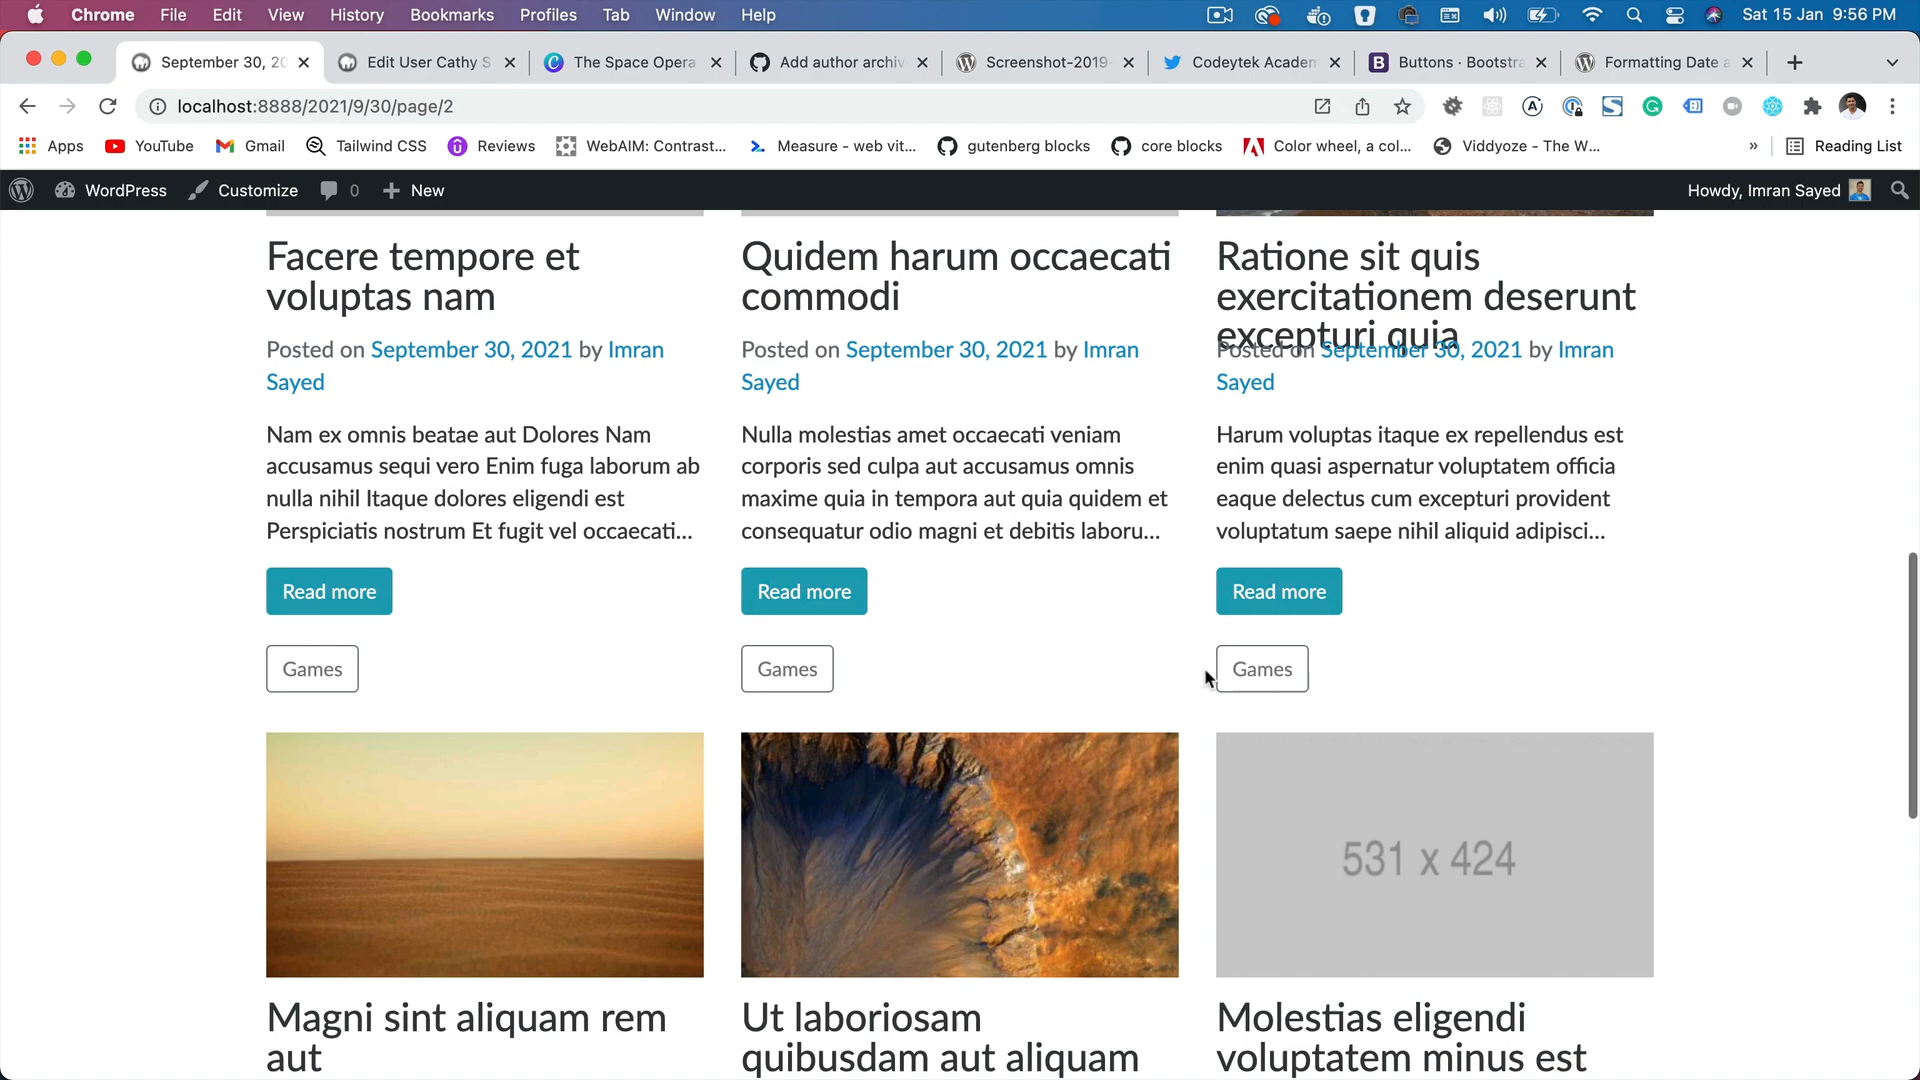 Chrome File Edit View History Bookmarks Profiles Tab Window Help Sat 15 Jan 9:56 PM
September 30, 20 Edit User Cathy S The Space Opera Add author archiv Screenshot-2019- Codeytek Academ Buttons · Bootstra Formatting Date a
localhost:8888/2021/9/30/page/2
Apps YouTube Gmail Tailwind CSS Reviews WebAIM: Contrast... Measure - web vit... gutenberg blocks core blocks Color wheel, a col... Viddyoze - The W... » Reading List
WordPress Customize 0 New Howdy, Imran Sayed
Facere tempore et
voluptas nam
Posted on September 30, 2021 by Imran
Sayed
Nam ex omnis beatae aut Dolores Nam
accusamus sequi vero Enim fuga laborum ab
nulla nihil Itaque dolores eligendi est
Perspiciatis nostrum Et fugit vel occaecati...
Read more
Games
Quidem harum occaecati
commodi
Posted on September 30, 2021 by Imran
Sayed
Nulla molestias amet occaecati veniam
corporis sed culpa aut accusamus omnis
maxime quia in tempora aut quia quidem et
consequatur odio magni et debitis laboru...
Read more
Games
Ratione sit quis
exercitationem deserunt
excepturi quia
Posted on September 30, 2021 by Imran
Sayed
Harum voluptas itaque ex repellendus est
enim quasi aspernatur voluptatem officia
eaque delectus cum excepturi provident
voluptatum saepe nihil aliquid adipisci...
Read more
Games
531 x 424
Magni sint aliquam rem
aut
Ut laboriosam
quibusdam aut aliquam
Molestias eligendi
voluptatem minus est